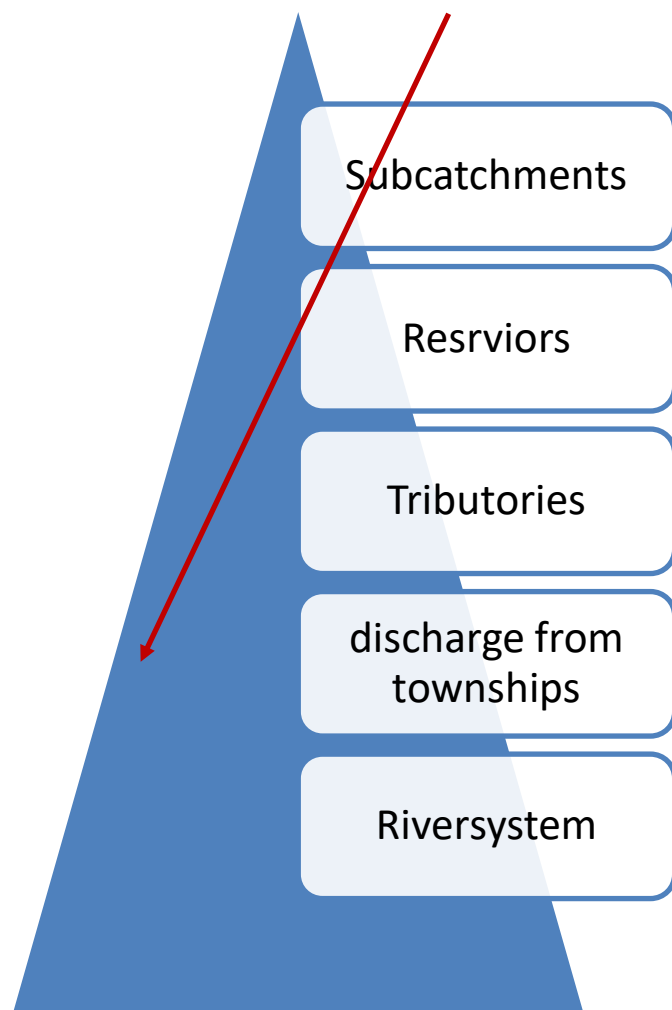 Subcatchments
Resrviors
Tributories
discharge from
townships
Riversystem